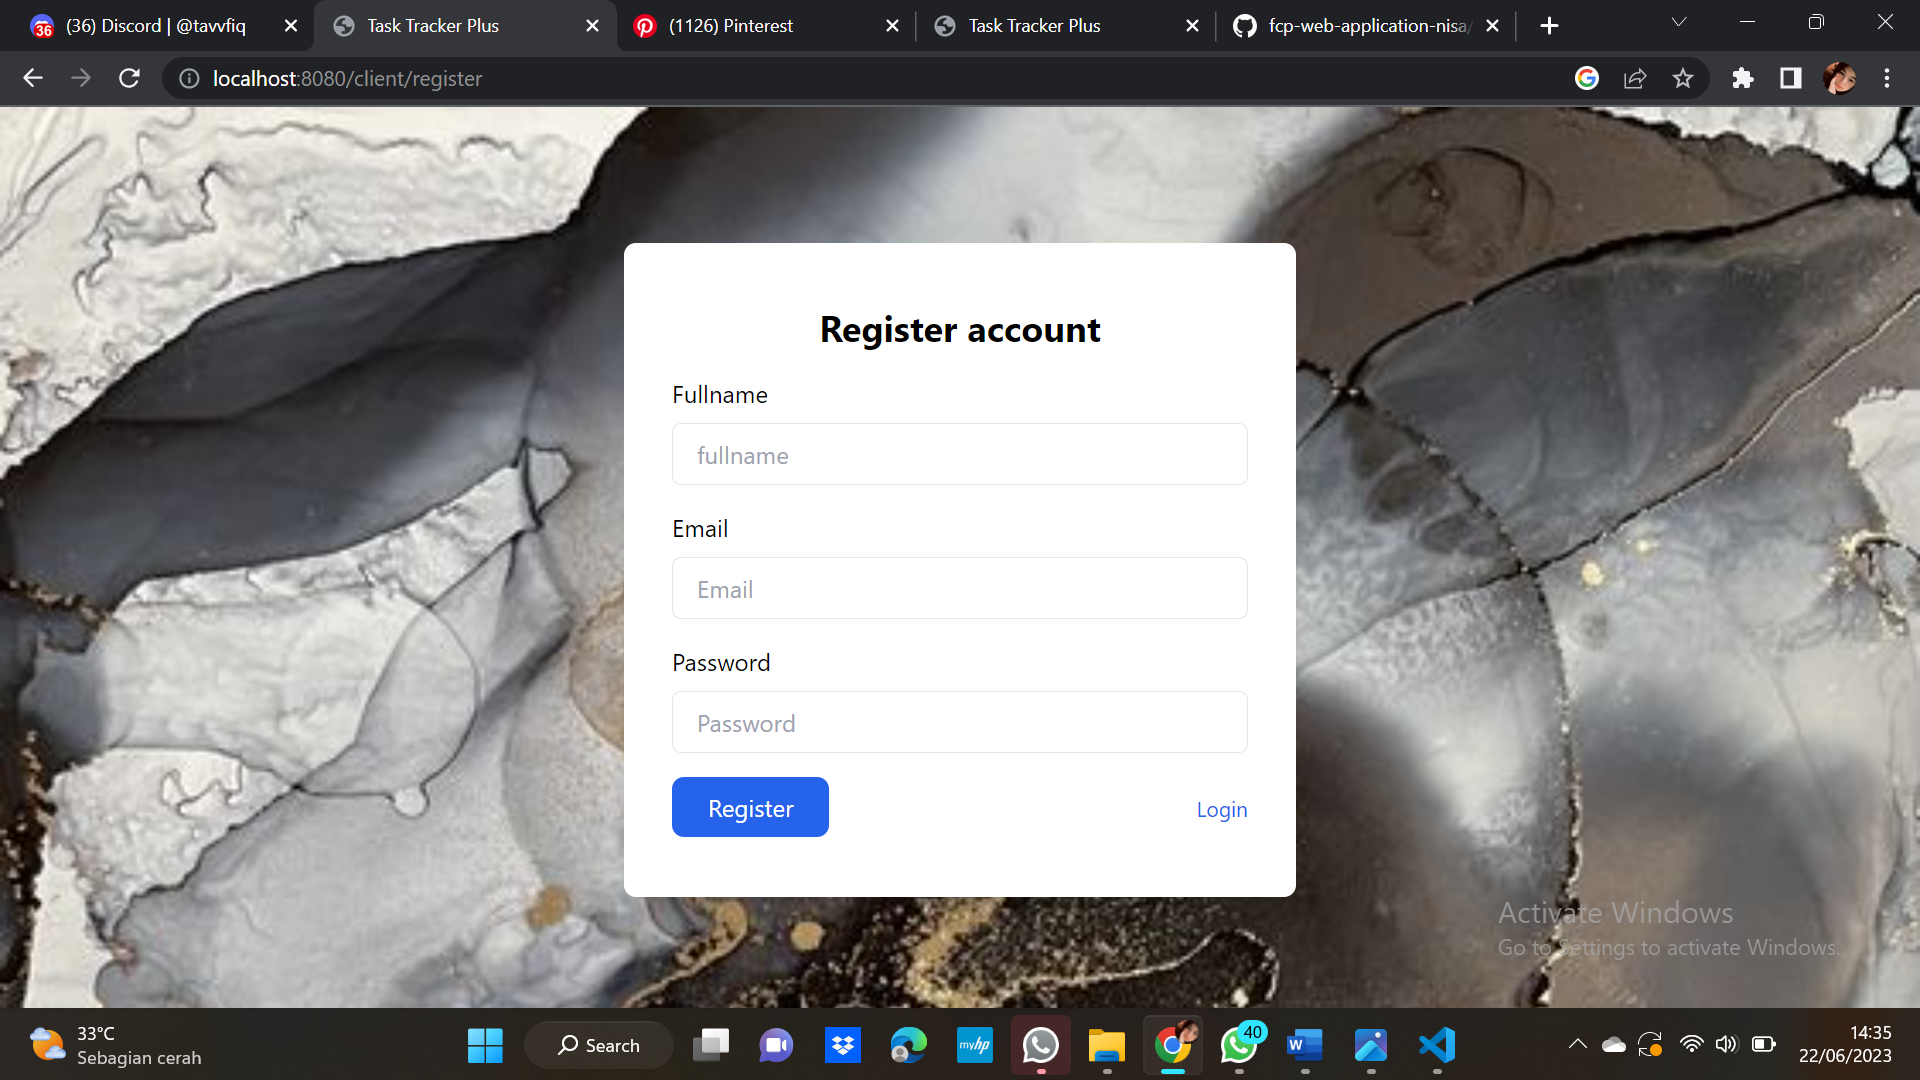 36
(36) Discord | @tavvfiq
Task Tracker Plus
(1126) Pinterest
Task Tracker Plus
fcp-web-application-nisa/
localhost:8080/client/register
Register account
Fullname
fullname
Email
Email
Password
Password
Register
Login
Activate Windows
Go to Settings to activate Windows.
33°C
Sebagian cerah
Search
myhp
40
W
14:35
22/06/2023